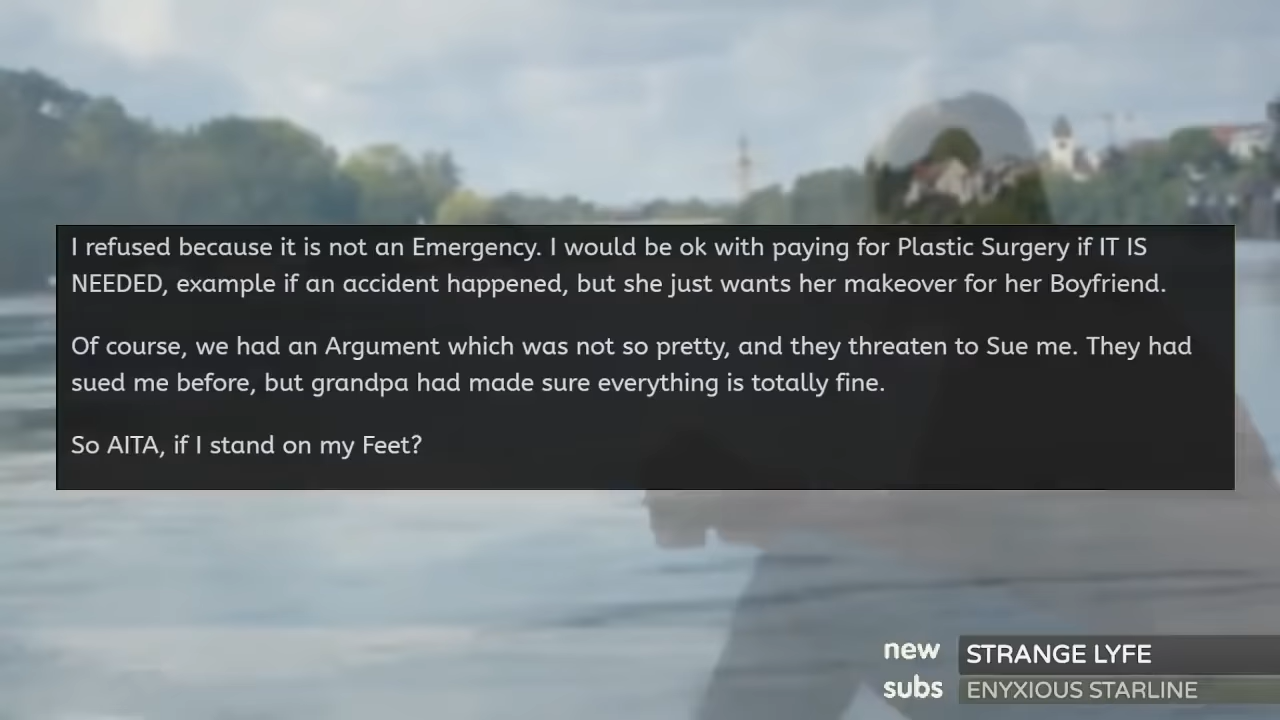 I refused because it is not an Emergency. I would be ok with paying for Plastic Surgery if IT IS
NEEDED, example if an accident happened, but she just wants her makeover for her Boyfriend.
Of course, we had an Argument which was not so pretty, and they threaten to Sue me. They had
sued me before, but grandpa had made sure everything is totally fine.
So AITA, if I stand on my Feet?
new STRANGE LYFE
subs ENYXIOUS STARLINE